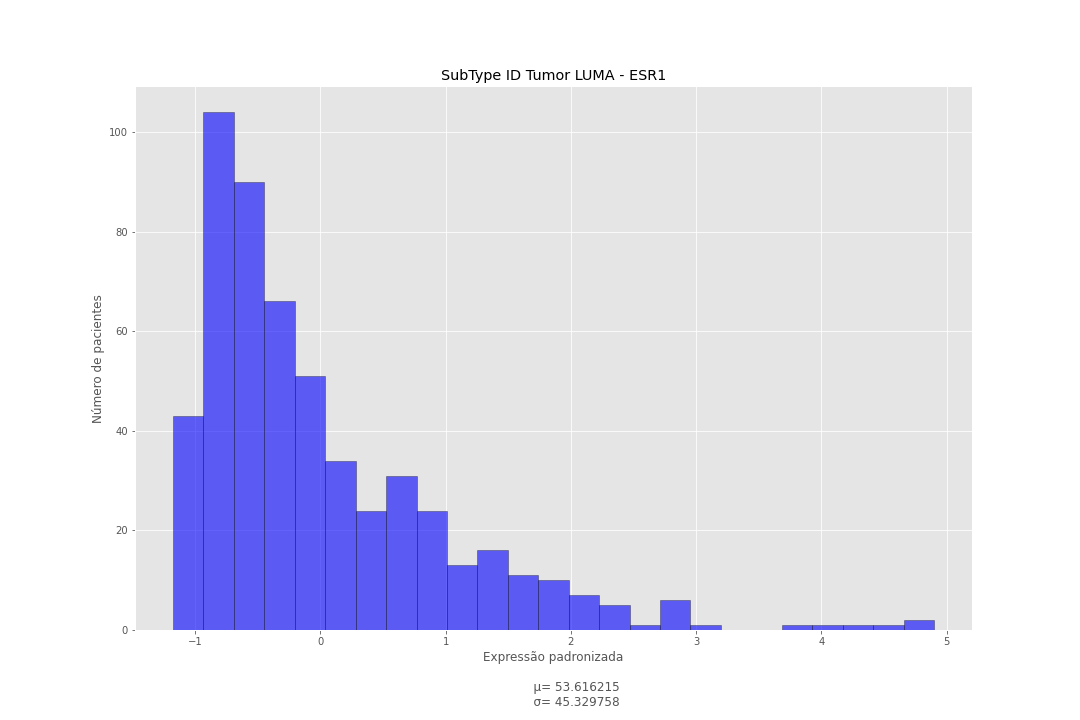 SubType ID Tumor LUMA - ESR1
100
80
60
40
20
0
Número de pacientes
−1 0 1 2 3 4 5
Expressão padronizada
μ= 53.616215
σ= 45.329758